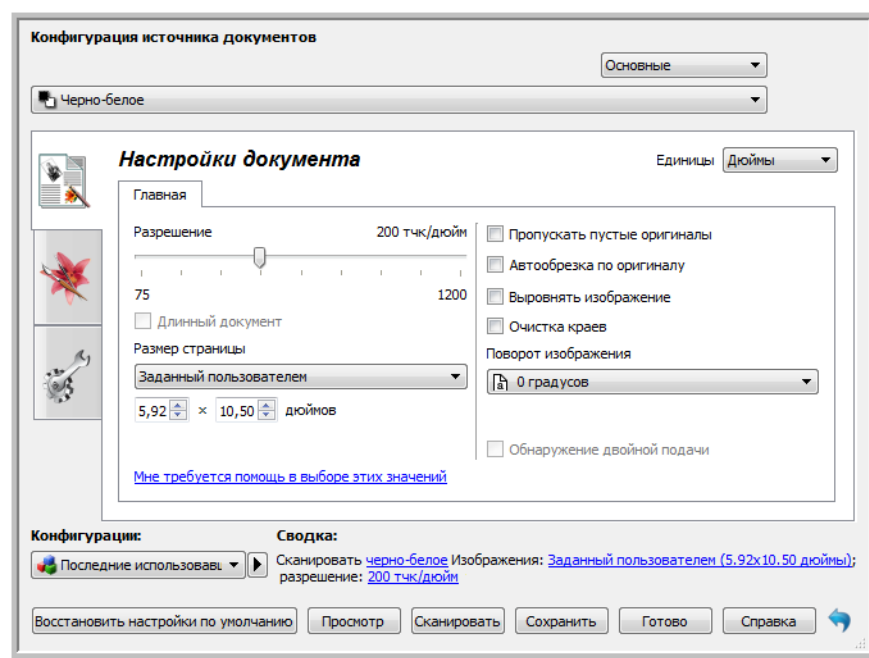 Конфигурация источника документов
Основные
Черно-белое
Настройки документа
Единицы Дюймы
Главная
Разрешение 200 тчк/дюйм
75 1200
Длинный документ
Размер страницы
Заданный пользователем
5,92 × 10,50 дюймов
Мне требуется помощь в выборе этих значений
Пропускать пустые оригиналы
Автообрезка по оригиналу
Выровнять изображение
Очистка краев
Поворот изображения
0 градусов
Обнаружение двойной подачи
Конфигурации:
Последние использовавш
Сводка:
Сканировать черно-белое Изображения: Заданный пользователем (5.92x10.50 дюймы);
разрешение: 200 тчк/дюйм
Восстановить настройки по умолчанию Просмотр Сканировать Сохранить Готово Справка